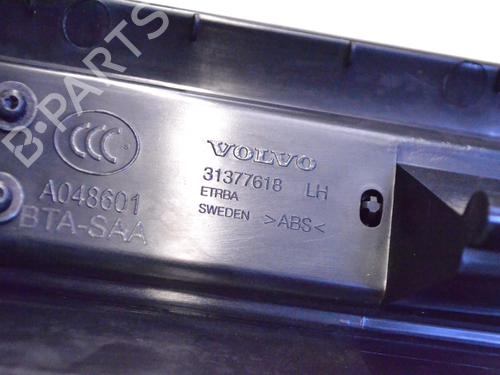 B-PARTS
CCC
A048601
BTA-SAA
VOLVO
31377618 LH
ETRBA
SWEDEN >ABS<